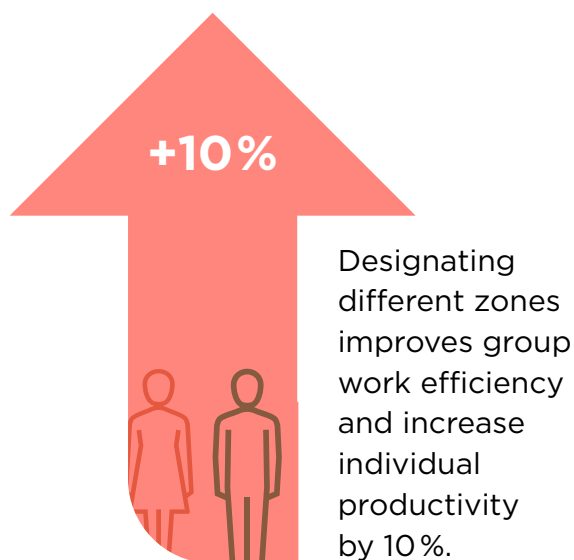 +10%
Designating
different zones
improves group
work efficiency
and increase
individual
productivity
by 10%.